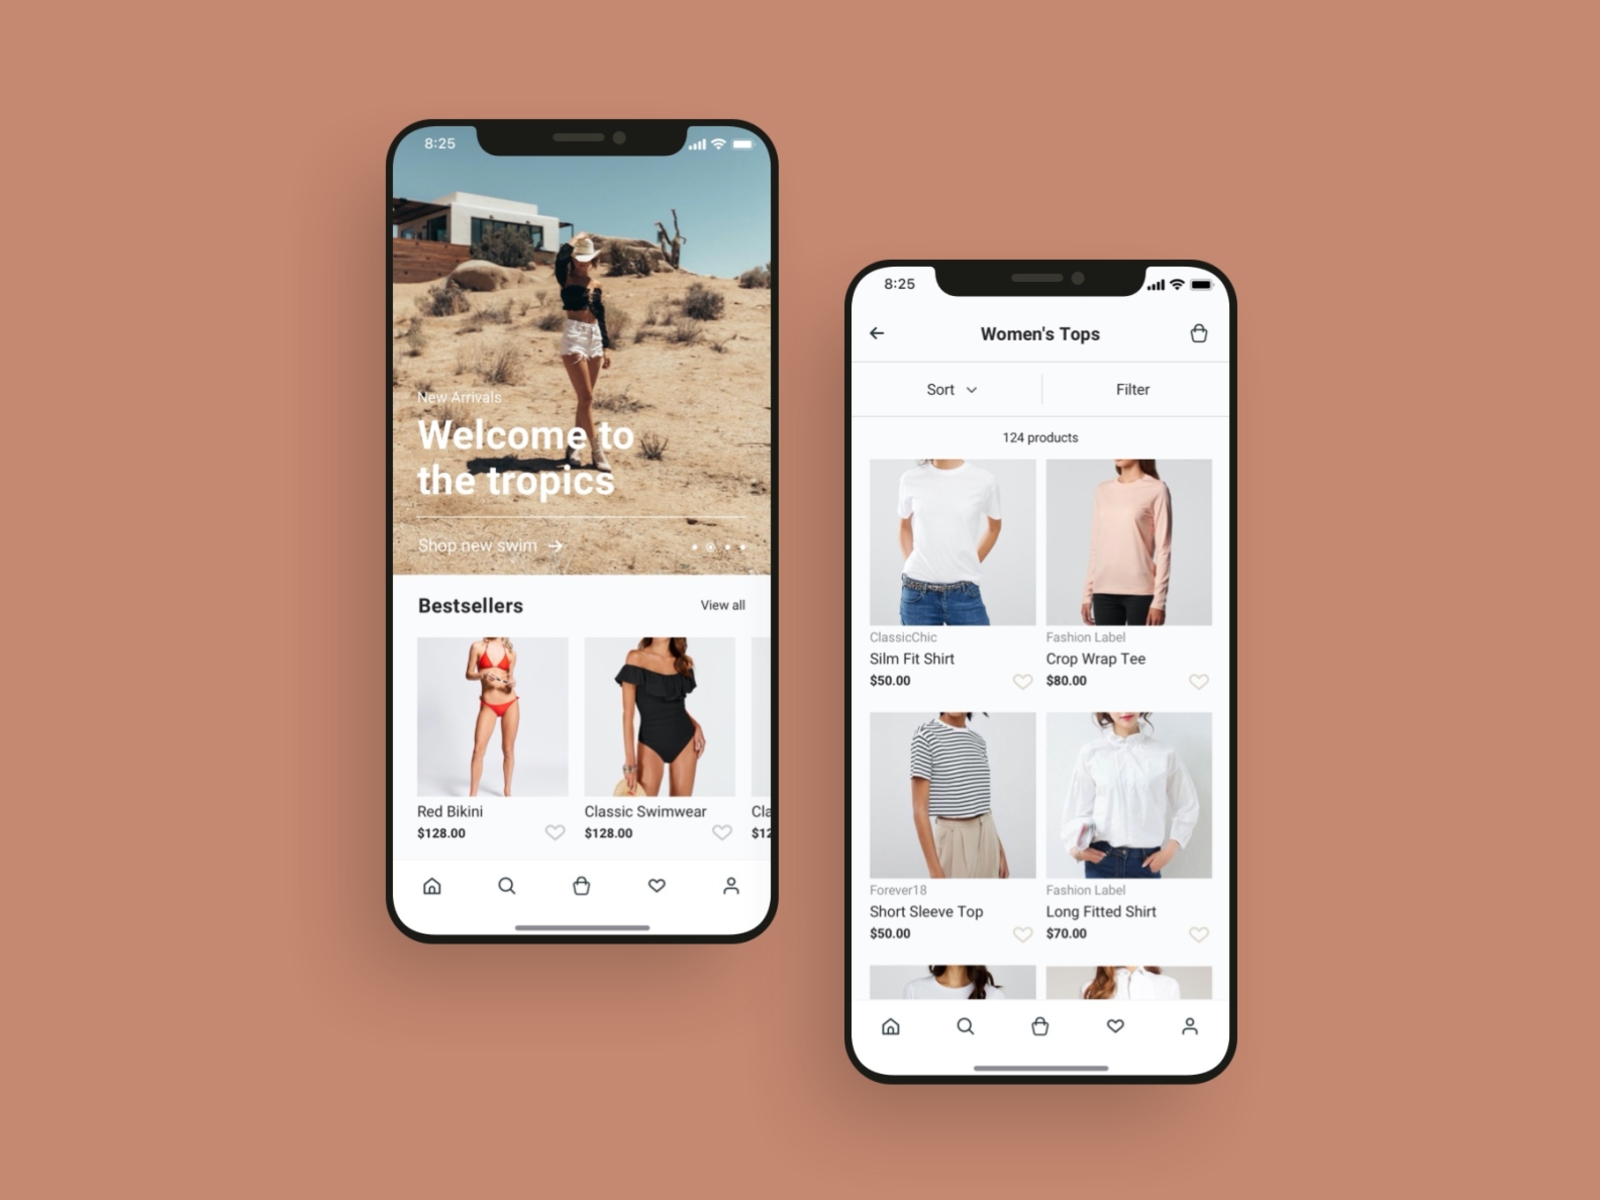 8:25
New Arrivals
Welcome to
the tropics
Shop new swim
Bestsellers
View all
Red Bikini
$128.00
Classic Swimwear
$128.00
Cla
$12
8:25
Women's Tops
Sort
Filter
124 products
ClassicChic
Silm Fit Shirt
$50.00
Fashion Label
Crop Wrap Tee
$80.00
Forever18
Short Sleeve Top
$50.00
Fashion Label
Long Fitted Shirt
$70.00